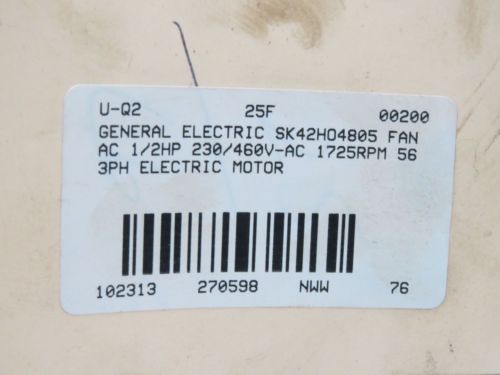 U-Q2 25F 00200
GENERAL ELECTRIC SK42HO4805 FAN
AC 1/2HP 230/460V-AC 1725RPM 56
3PH ELECTRIC MOTOR
102313 270598 NWW 76